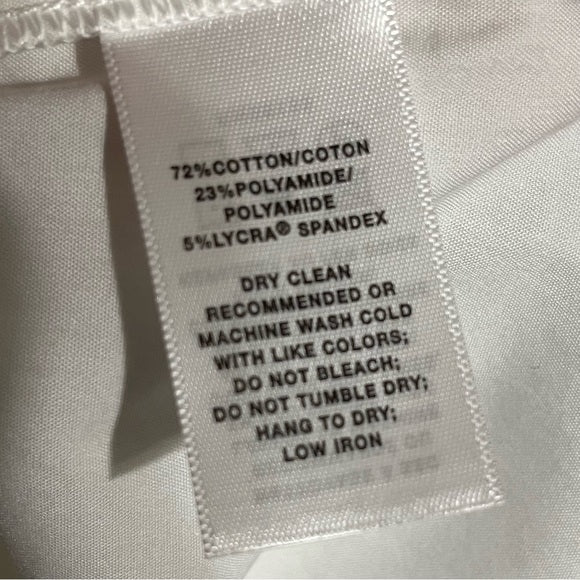 72%COTTON/COTON
23%POLYAMIDE/
POLYAMIDE
5%LYCRA® SPANDEX
DRY CLEAN
RECOMMENDED OR
MACHINE WASH COLD
WITH LIKE COLORS;
DO NOT BLEACH;
DO NOT TUMBLE DRY;
HANG TO DRY;
LOW IRON